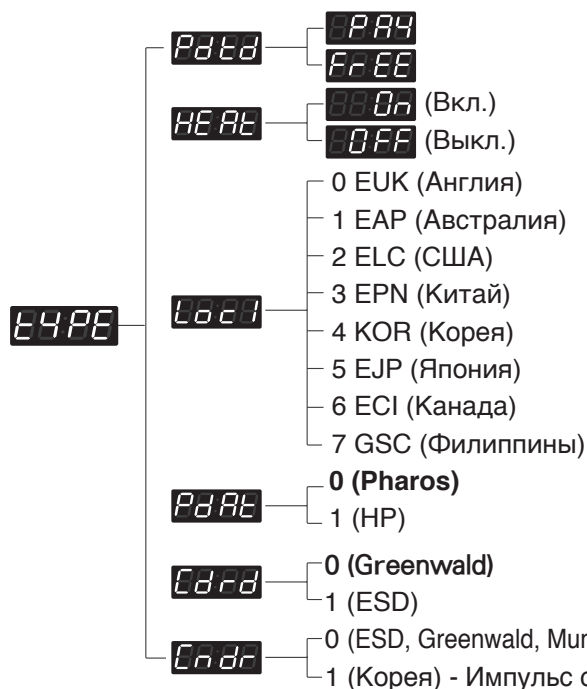 PdEd
PAY
FrEE
HEAt
On (Вкл.)
OFF (Выкл.)
0 EUK (Англия)
1 EAP (Австралия)
2 ELC (США)
3 EPN (Китай)
tYPE
Loc1
4 KOR (Корея)
5 EJP (Япония)
6 ECI (Канада)
7 GSC (Филиппины)
PdAt
0 (Pharos)
1 (HP)
Cdrd
0 (Greenwald)
1 (ESD)
Cndr
0 (ESD, Greenwald,
1 (Корея) - Импульс